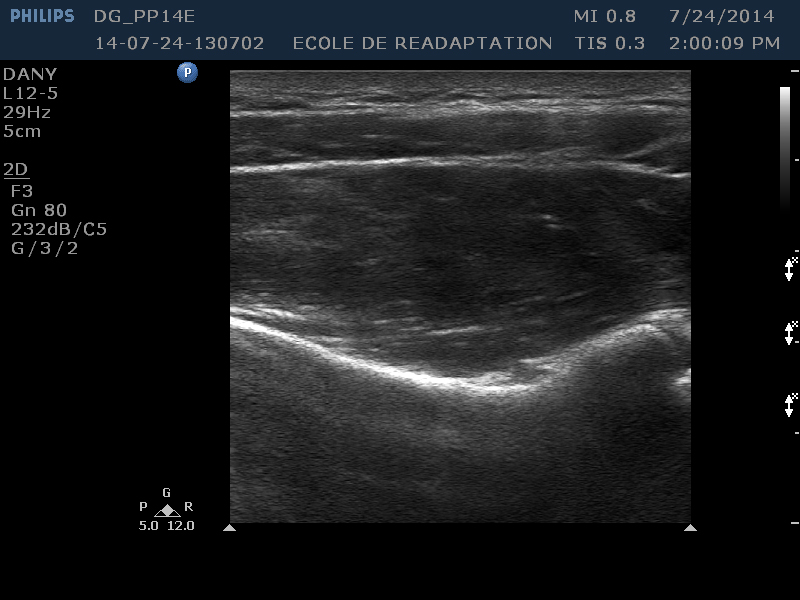 PHILIPS DG_PP14E MI 0.8 7/24/2014
14-07-24-130702 ECOLE DE READAPTATION TIS 0.3 2:00:09 PM
DANY
L12-5
29Hz
5cm
P
2D
F3
Gn 80
232dB/C5
G/3/2
G
P R
5.0 12.0